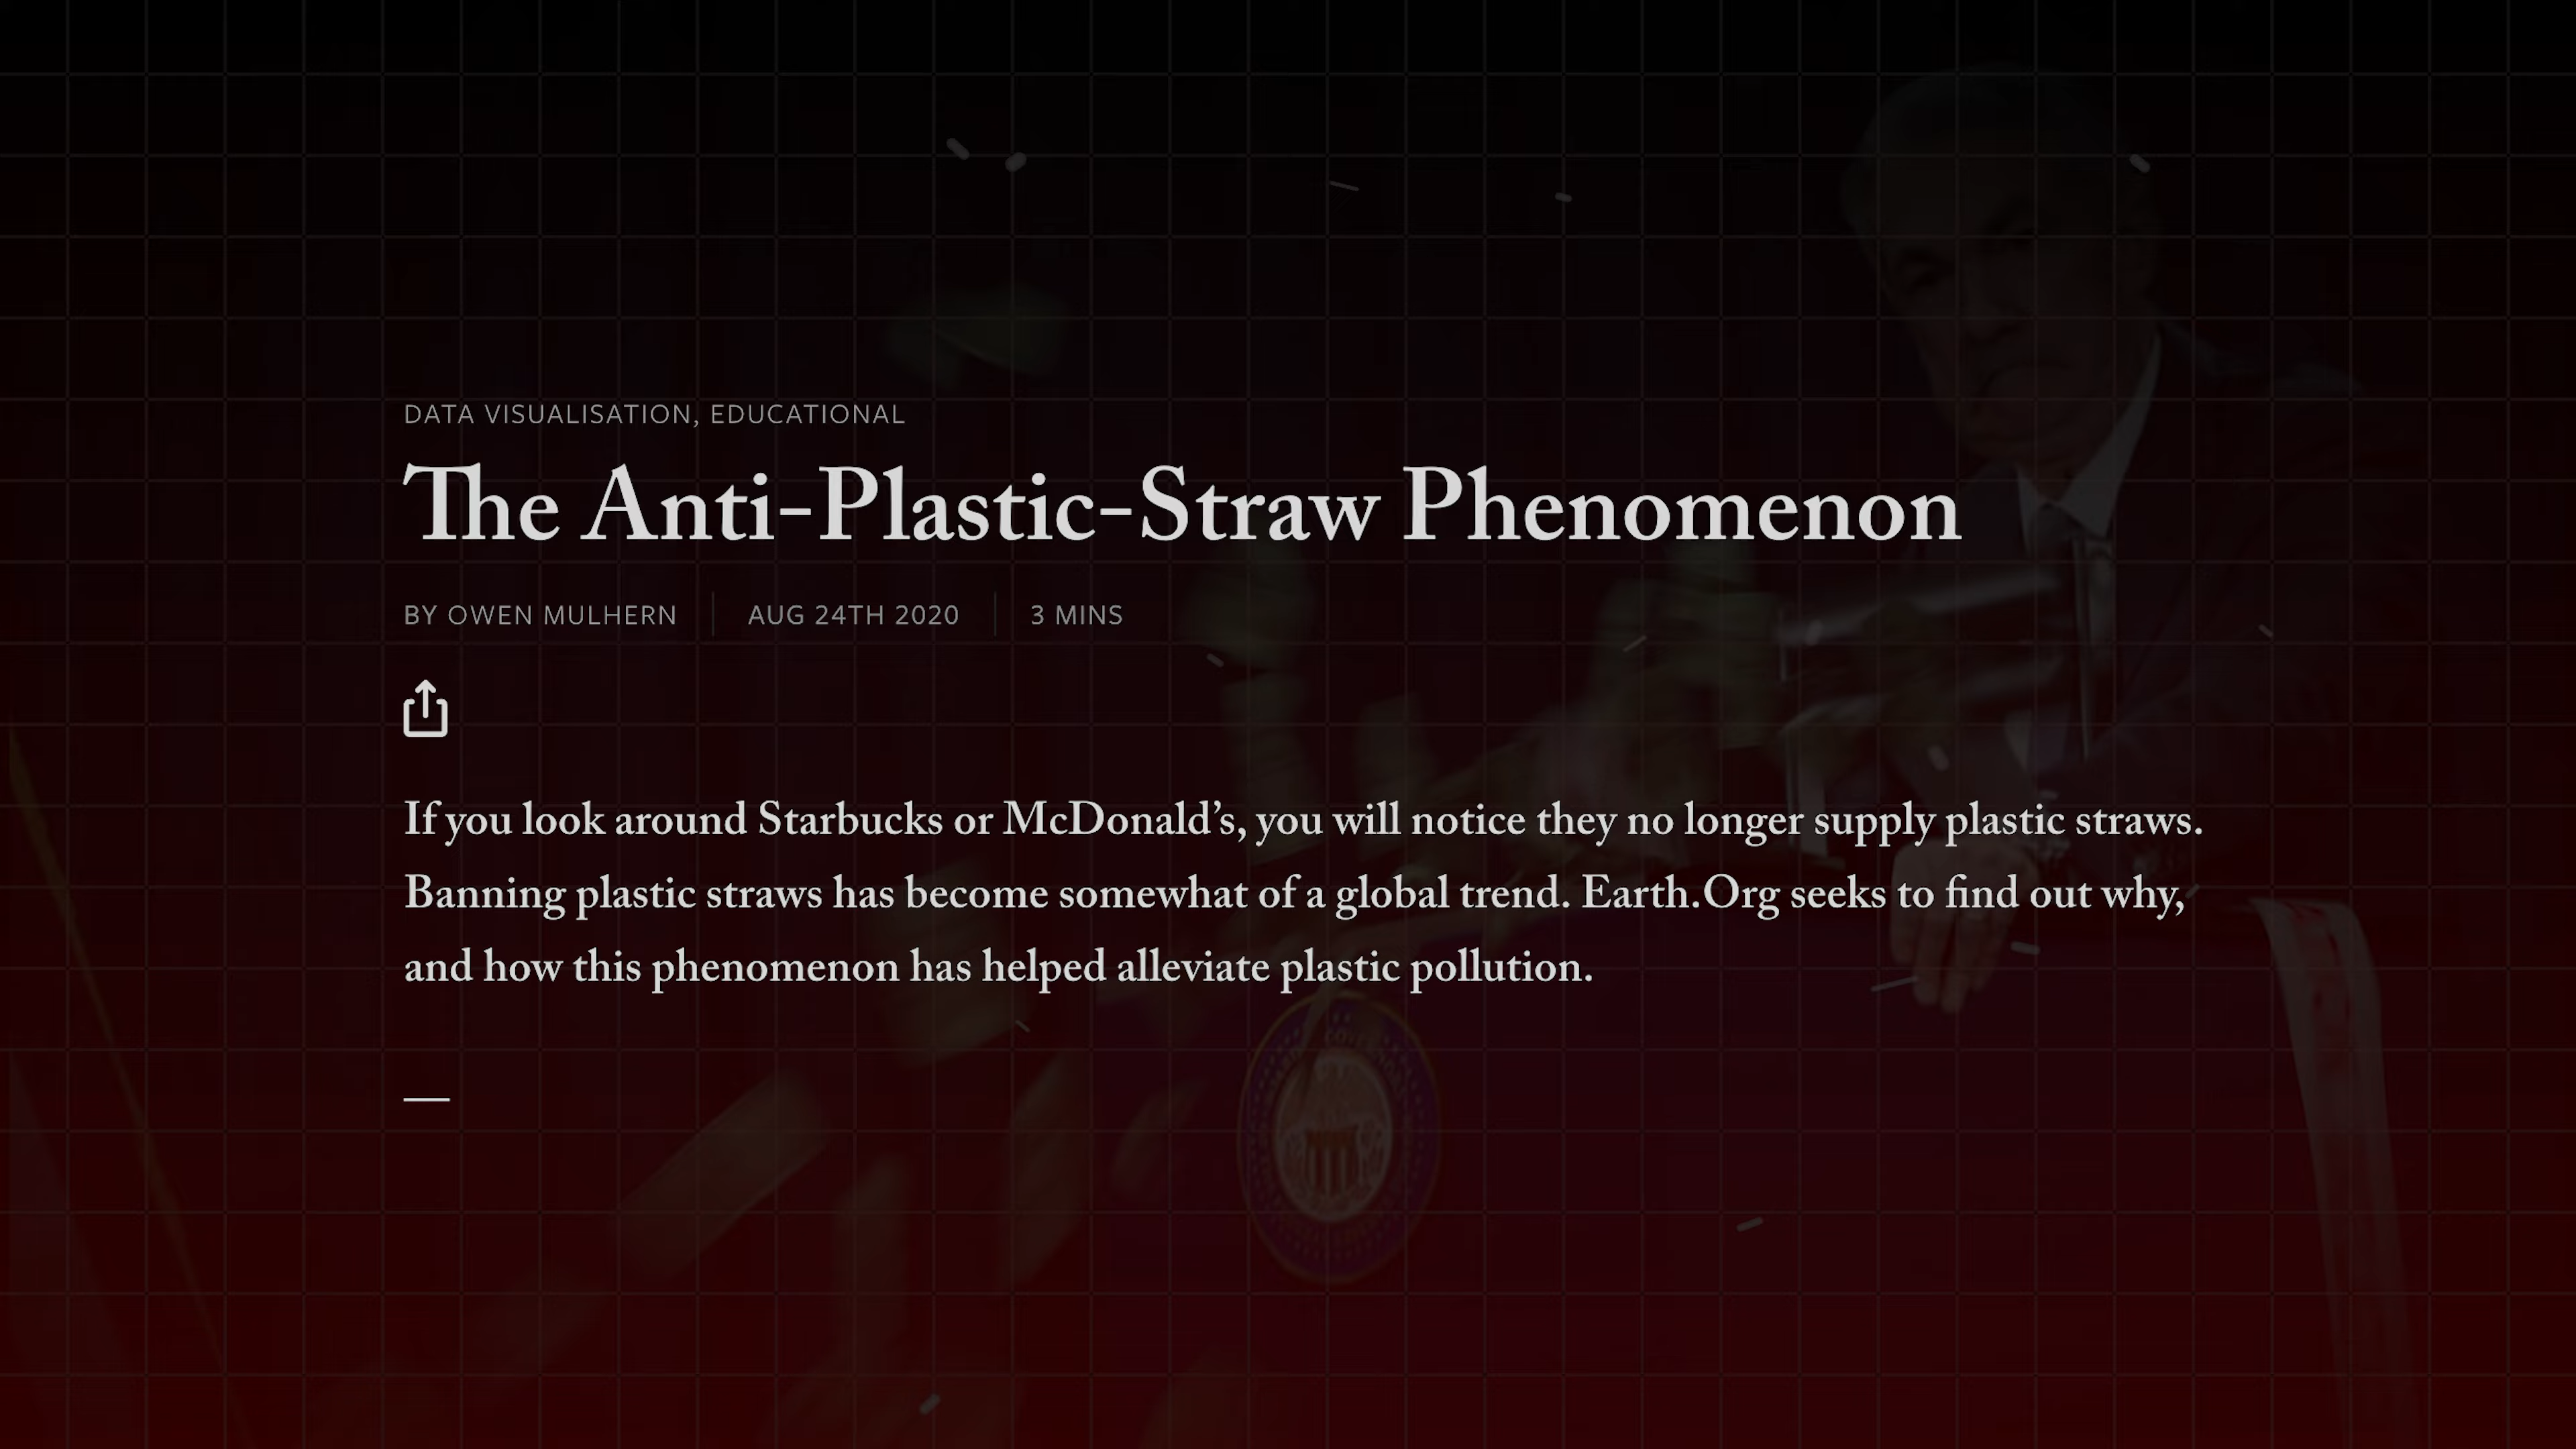 DATA VISUALISATION, EDUCATIONAL
The Anti-Plastic-Straw Phenomenon
BY OWEN MULHERN
AUG 24TH 2020
3 MINS
If you look around Starbucks or McDonald’s, you will notice they no longer supply plastic straws.
Banning plastic straws has become somewhat of a global trend. Earth.Org seeks to find out why,
and how this phenomenon has helped alleviate plastic pollution.